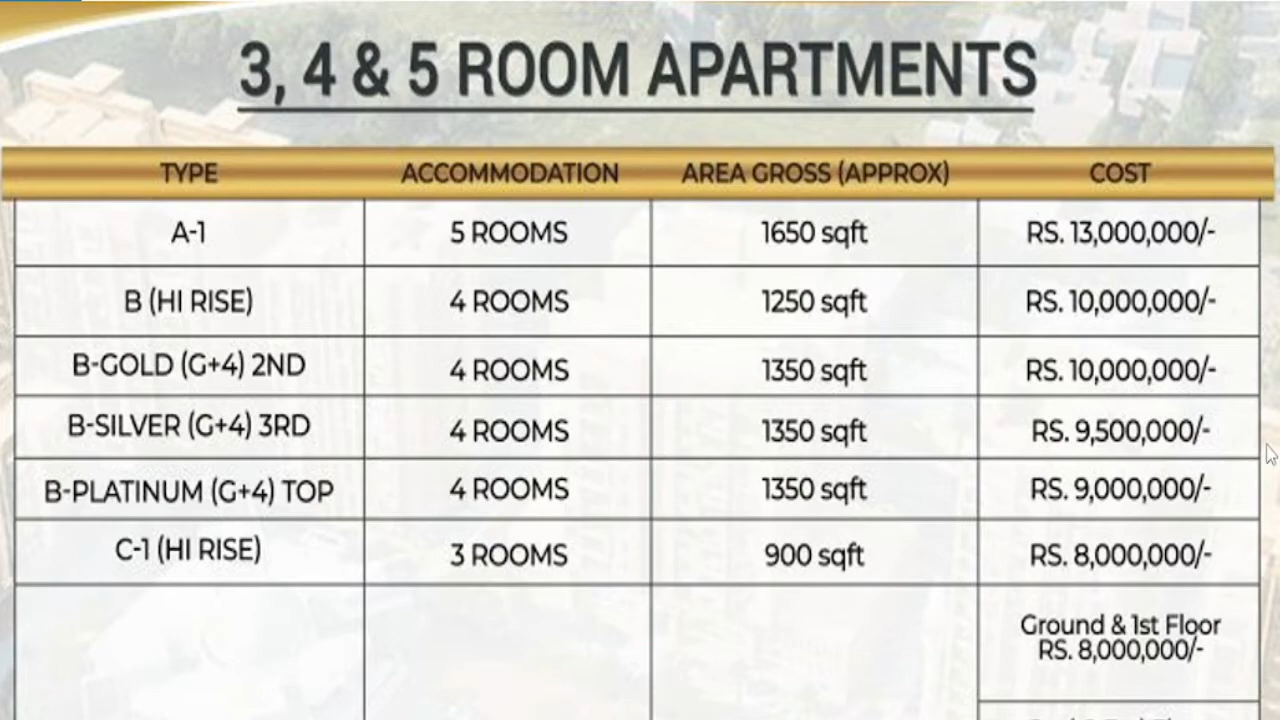 3, 4 & 5 ROOM APARTMENTS
TYPE ACCOMMODATION AREA GROSS (APPROX) COST
A-1 5 ROOMS 1650 sqft RS. 13,000,000/-
B (HI RISE) 4 ROOMS 1250 sqft RS. 10,000,000/-
B-GOLD (G+4) 2ND 4 ROOMS 1350 sqft RS. 10,000,000/-
B-SILVER (G+4) 3RD 4 ROOMS 1350 sqft RS. 9,500,000/-
B-PLATINUM (G+4) TOP 4 ROOMS 1350 sqft RS. 9,000,000/-
C-1 (HI RISE) 3 ROOMS 900 sqft RS. 8,000,000/-
Ground & 1st Floor
RS. 8,000,000/-